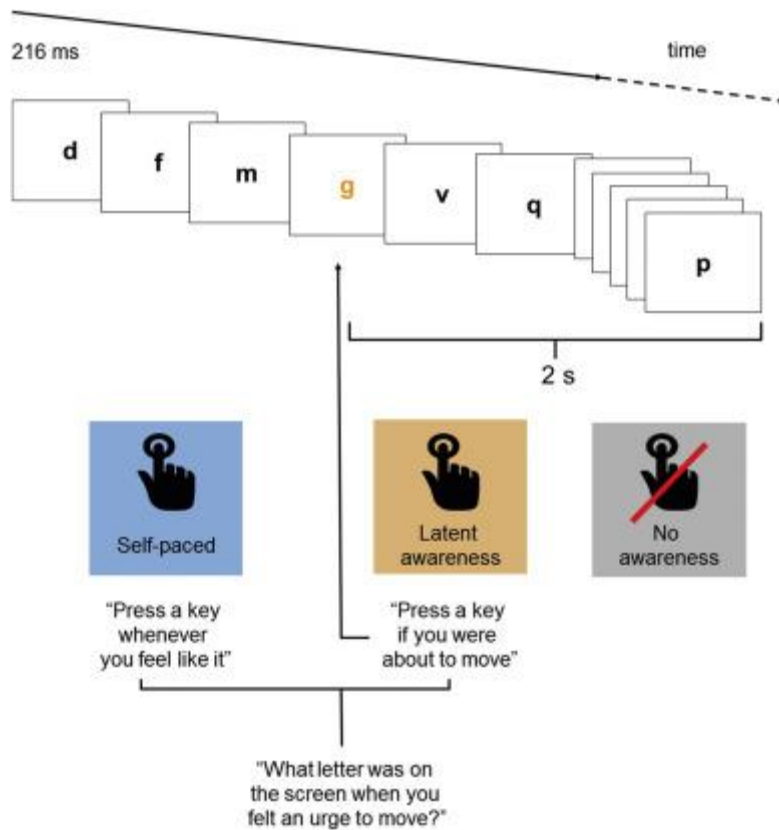 216 ms
time
d
f
m
g
v
q
p
2 s
Self-paced
Latent
awareness
No
awareness
"Press a key
whenever
you feel like it"
"Press a key
if you were
about to move"
"What letter was on
the screen when you
felt an urge to move?"